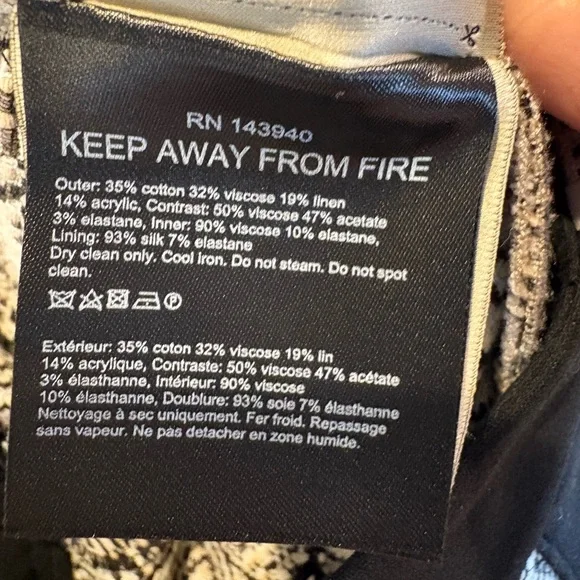 RN 143940
KEEP AWAY FROM FIRE
Outer: 35% cotton 32% viscose 19% linen
14% acrylic, Contrast: 50% viscose 47% acetate
3% elastane, Inner: 90% viscose 10% elastane,
Lining: 93% silk 7% elastane
Dry clean only. Cool Iron. Do not steam. Do not spot
clean.
Extérieur: 35% coton 32% viscose 19% lin
14% acrylique, Contraste: 50% viscose 47% acétate
3% élasthanne, Intérieur: 90% viscose
10% élasthanne, Doublure: 93% soie 7% élasthanne
Nettoyage à sec uniquement. Fer froid. Repassage
sans vapeur. Ne pas detacher en zone humide.